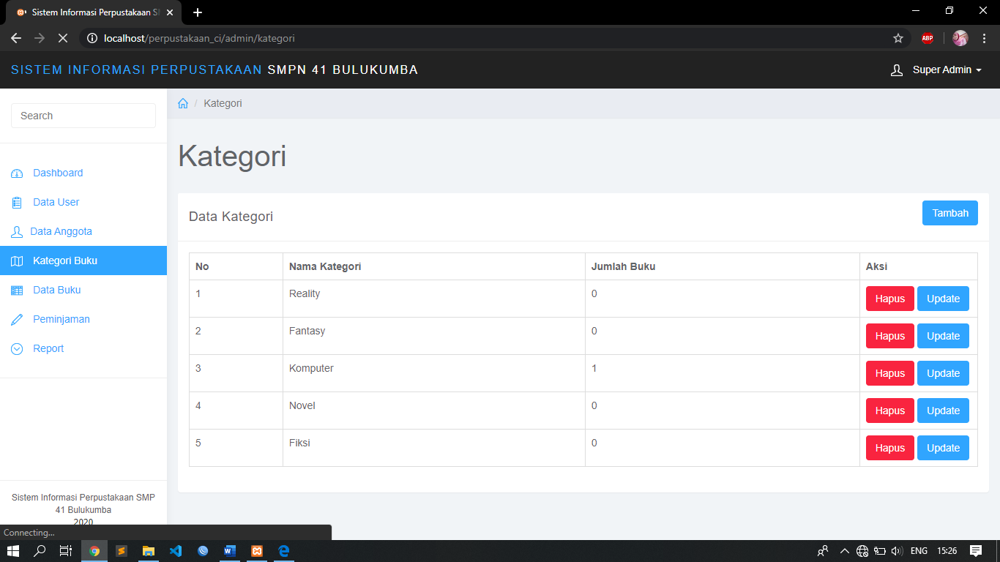 Sistem Informasi Perpustakaan S
localhost/perpustakaan_ci/admin/kategori
ABP
SISTEM INFORMASI PERPUSTAKAAN SMPN 41 BULUKUMBA
Super Admin
Search
/ Kategori
Dashboard
Data User
Data Anggota
Kategori Buku
Data Buku
Peminjaman
Report
Kategori
Data Kategori
Tambah
No Nama Kategori Jumlah Buku Aksi
1 Reality 0 Hapus Update
2 Fantasy 0 Hapus Update
3 Komputer 1 Hapus Update
4 Novel 0 Hapus Update
5 Fiksi 0 Hapus Update
Sistem Informasi Perpustakaan SMP
41 Bulukumba
2020
Connecting...
ENG 15:26